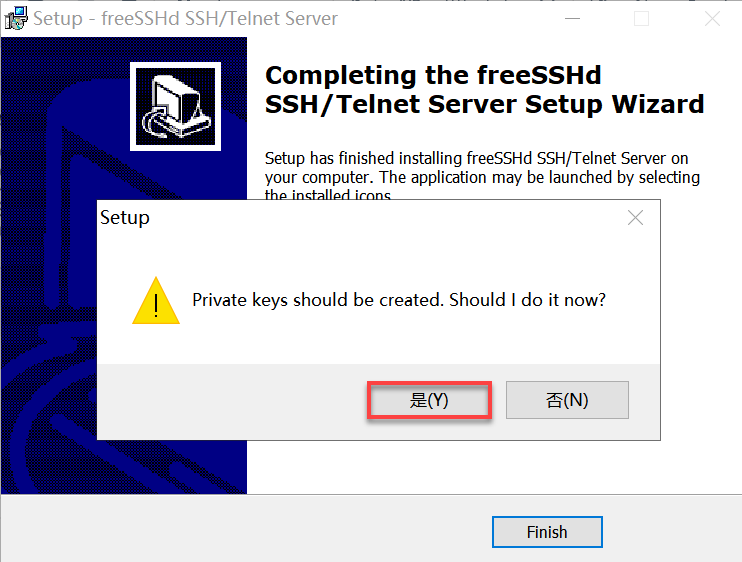 Setup - freeSSHd SSH/Telnet Server
Completing the freeSSHd
SSH/Telnet Server Setup Wizard
Setup has finished installing freeSSHd SSH/Telnet Server on
your computer. The application may be launched by selecting
the installed icons.
Setup
Private keys should be created. Should I do it now?
是(Y)
否(N)
Finish